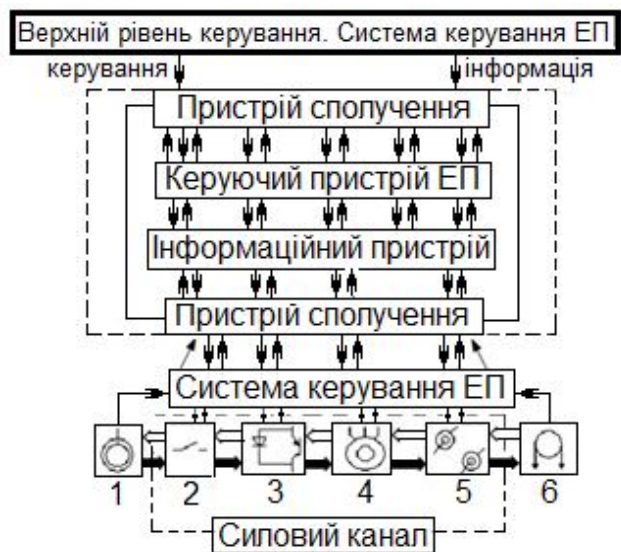 Верхній рівень керування. Система керування ЕП
керування інформація
Пристрій сполучення
Керуючий пристрій ЕП
Інформаційний пристрій
Пристрій сполучення
Система керування ЕП
1 2 3 4 5 6
Силовий канал